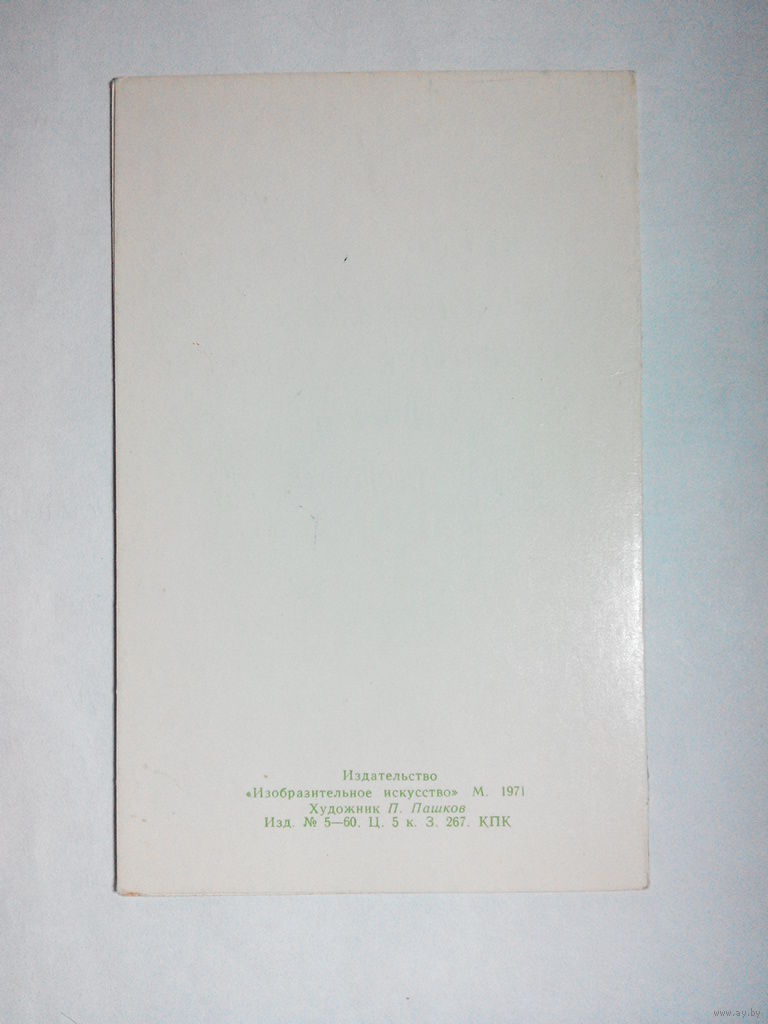 Издательство
«Изобразительное искусство» М. 1971
Художник П. Пашков
Изд. № 5—60. Ц. 5 к. З. 267. КПК
www.ay.by